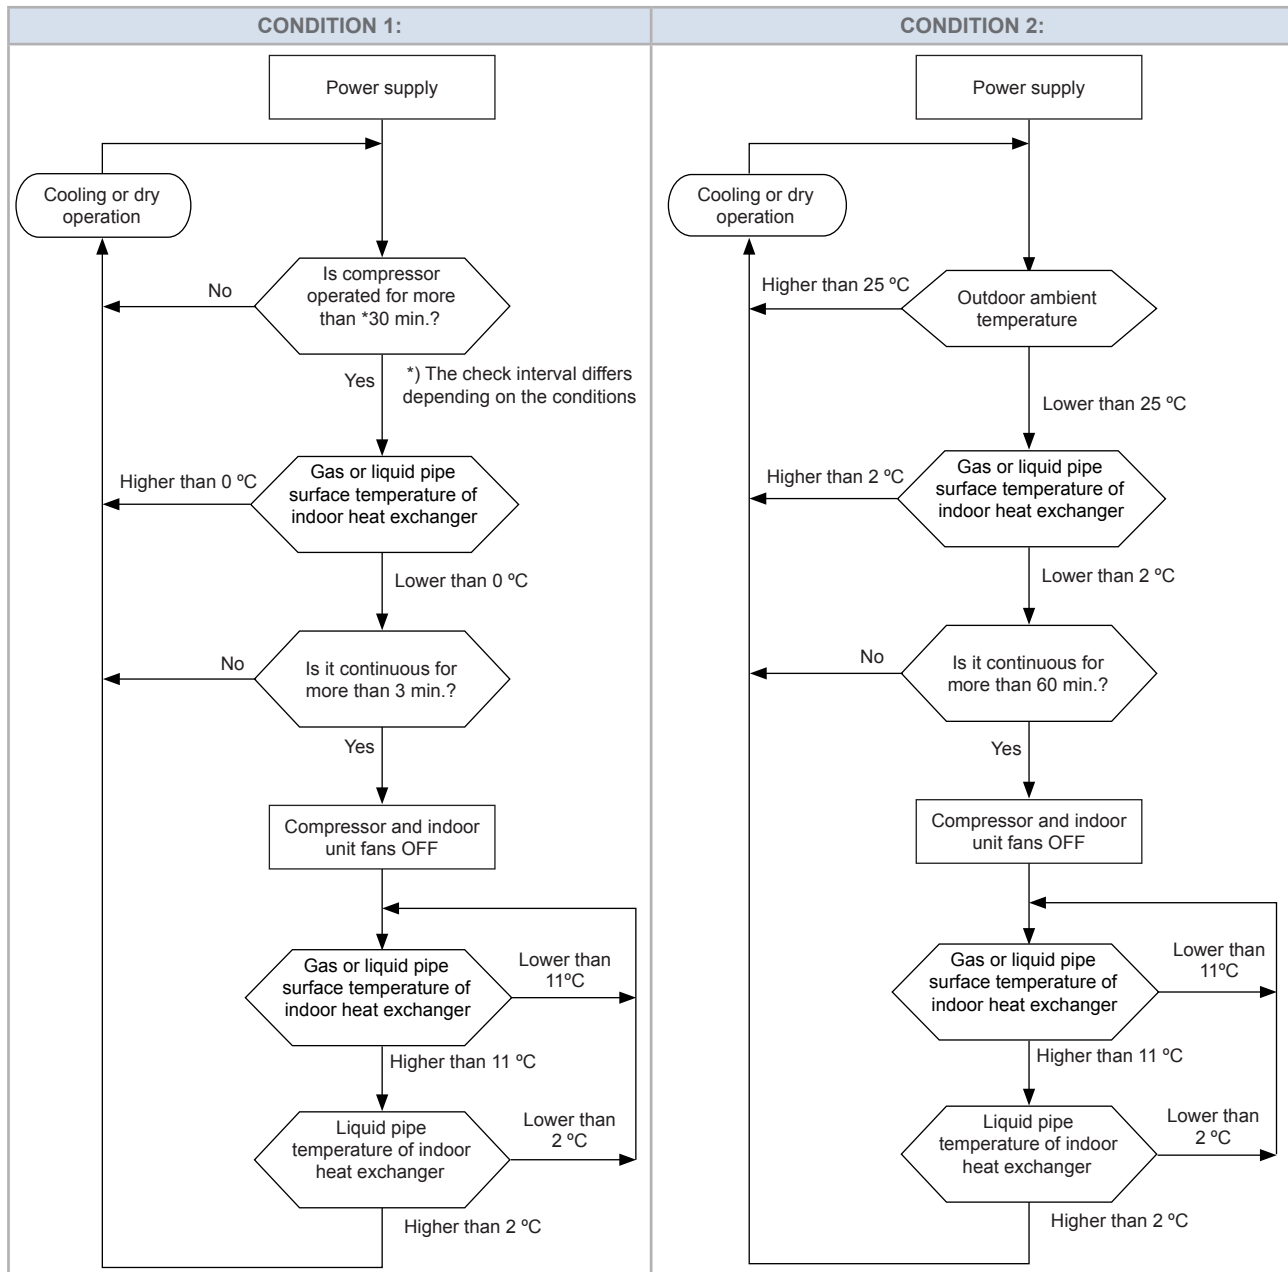 CONDITION 1:
Power supply
Cooling or dry
operation
Is compressor
operated for more
than *30 min.?
No
Yes
*) The check interval differs
depending on the conditions
Gas or liquid pipe
surface temperature of
indoor heat exchanger
Higher than 0 ºC
Lower than 0 ºC
Is it continuous for
more than 3 min.?
No
Yes
Compressor and indoor
unit fans OFF
Gas or liquid pipe
surface temperature of
indoor heat exchanger
Lower than
11ºC
Higher than 11 ºC
Liquid pipe
temperature of indoor
heat exchanger
Lower than
2 ºC
Higher than 2 ºC
CONDITION 2:
Power supply
Cooling or dry
operation
Higher than 25 ºC
Outdoor ambient
temperature
Lower than 25 ºC
Gas or liquid pipe
surface temperature of
indoor heat exchanger
Higher than 2 ºC
Lower than 2 ºC
Is it continuous for
more than 60 min.?
No
Yes
Compressor and indoor
unit fans OFF
Gas or liquid pipe
surface temperature of
indoor heat exchanger
Lower than
11ºC
Higher than 11 ºC
Liquid pipe
temperature of indoor
heat exchanger
Lower than
2 ºC
Higher than 2 ºC